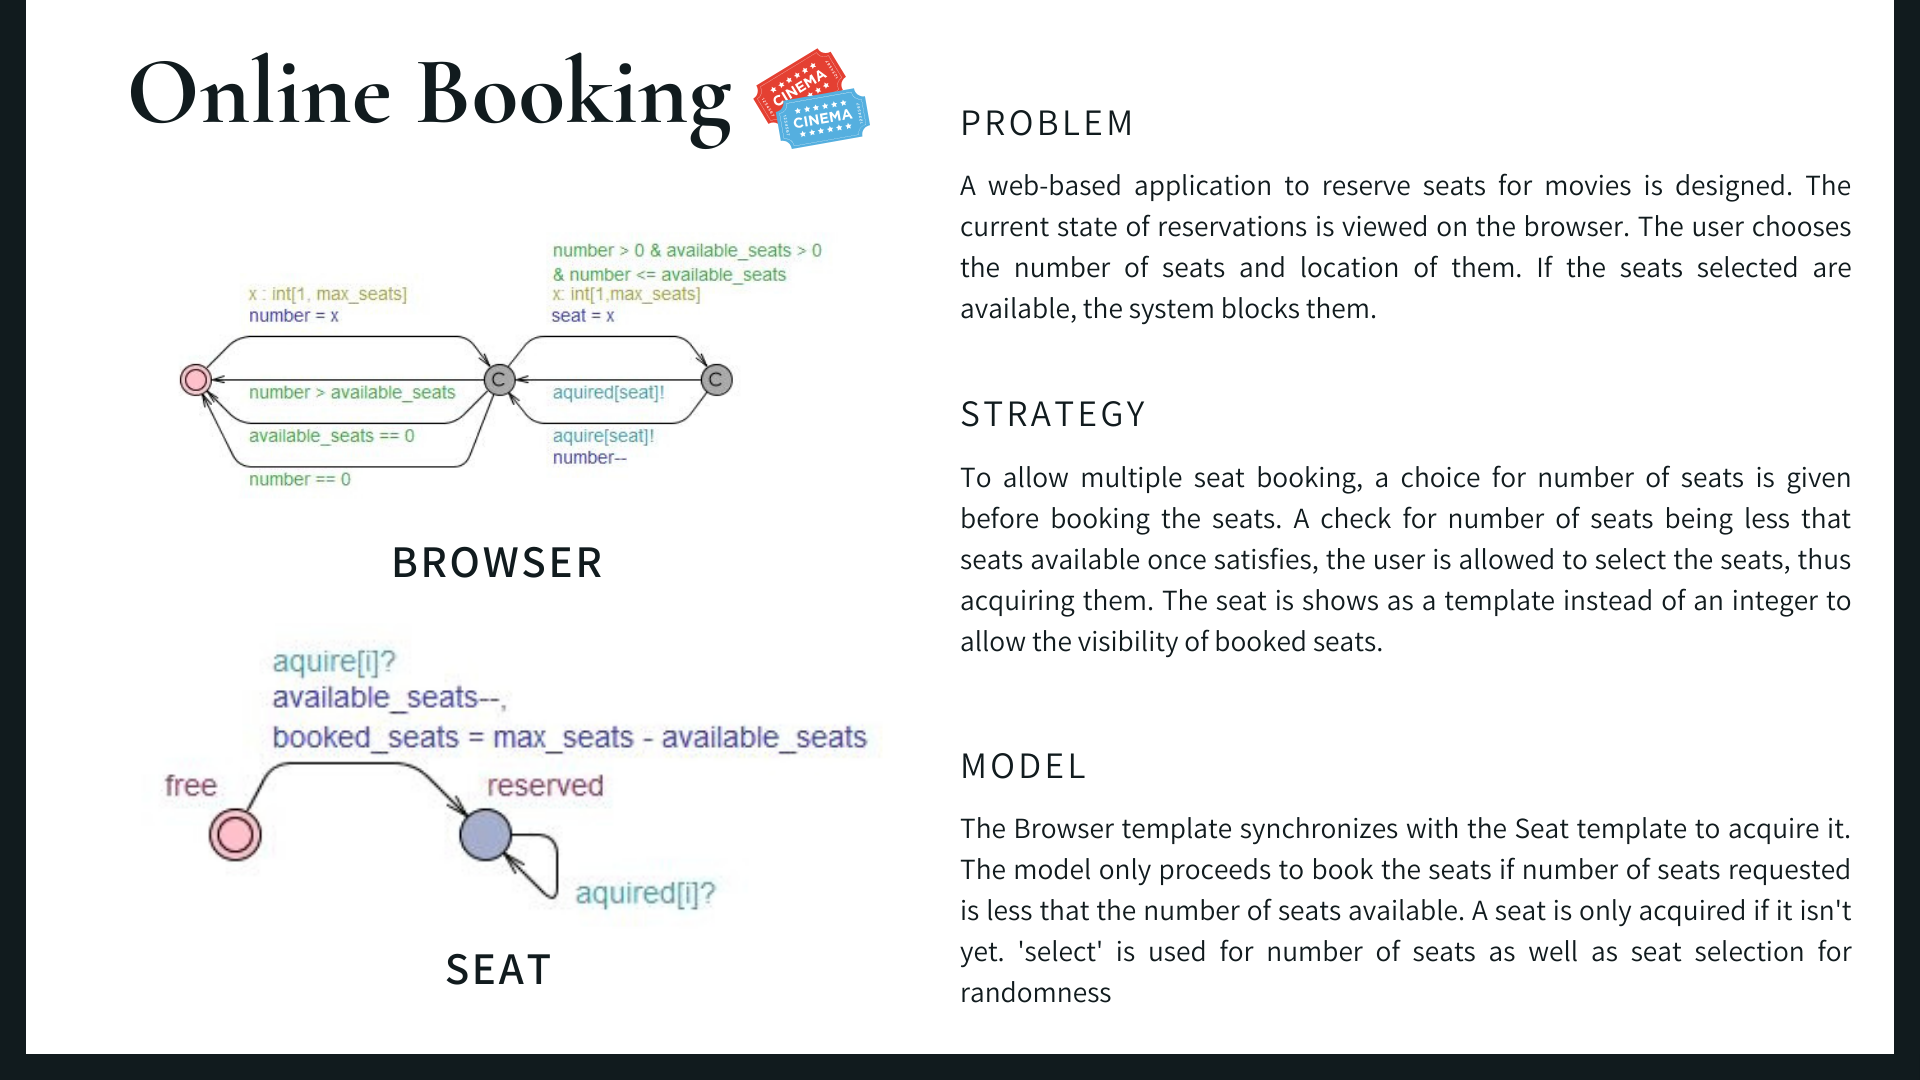 Online Booking
CINEMA
CINEMA
number > 0 & available_seats > 0
& number <= available_seats
x : int[1, max_seats]
x: int[1,max_seats]
number = x
seat = x
C
C
number > available_seats
aquired[seat]!
available_seats == 0
aquire[seat]!
number--
number == 0
BROWSER
aquire[i]?
available_seats--,
booked_seats = max_seats - available_seats
free
reserved
aquired[i]?
SEAT
PROBLEM
A web-based application to reserve seats for movies is designed. The
current state of reservations is viewed on the browser. The user chooses
the number of seats and location of them. If the seats selected are
available, the system blocks them.
STRATEGY
To allow multiple seat booking, a choice for number of seats is given
before booking the seats. A check for number of seats being less that
seats available once satisfies, the user is allowed to select the seats, thus
acquiring them. The seat is shows as a template instead of an integer to
allow the visibility of booked seats.
MODEL
The Browser template synchronizes with the Seat template to acquire it.
The model only proceeds to book the seats if number of seats requested
is less that the number of seats available. A seat is only acquired if it isn't
yet. 'select' is used for number of seats as well as seat selection for
randomness